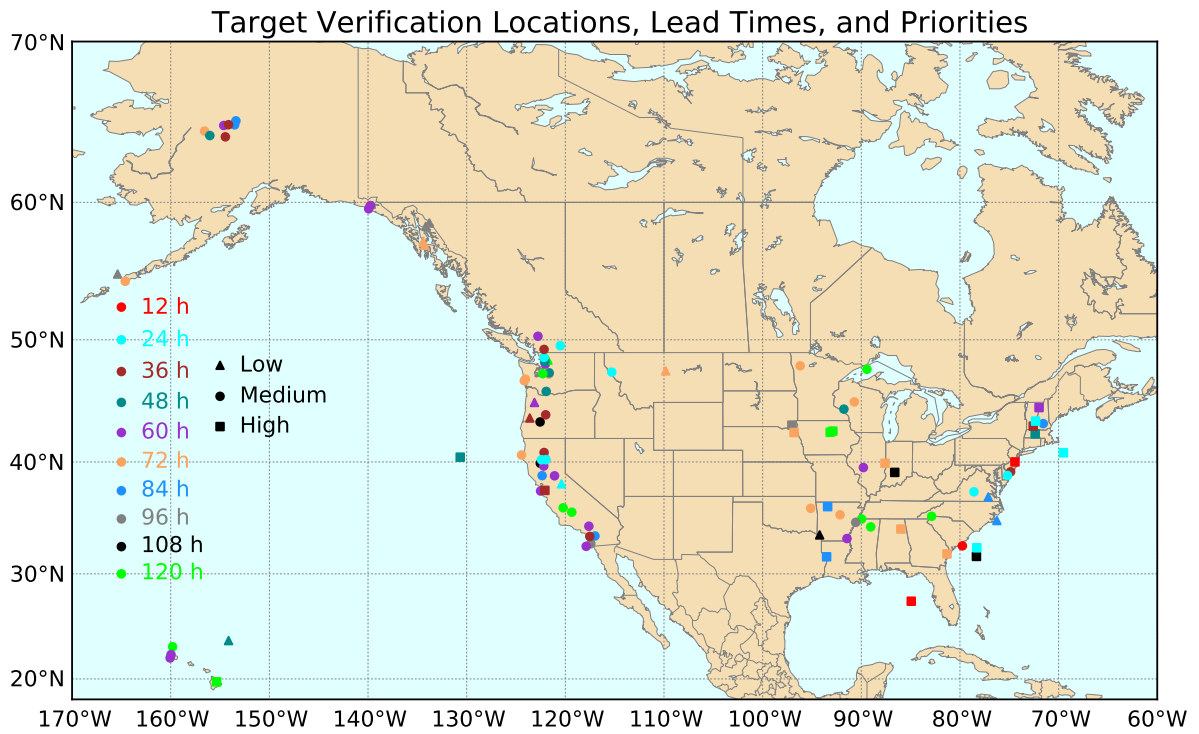 Target Verification Locations, Lead Times, and Priorities
70°N
60°N
50°N
40°N
30°N
20°N
12 h
24 h
36 h
48 h
60 h
72 h
84 h
96 h
108 h
120 h
Low
Medium
High
170°W 160°W 150°W 140°W 130°W 120°W 110°W 100°W 90°W 80°W 70°W 60°W